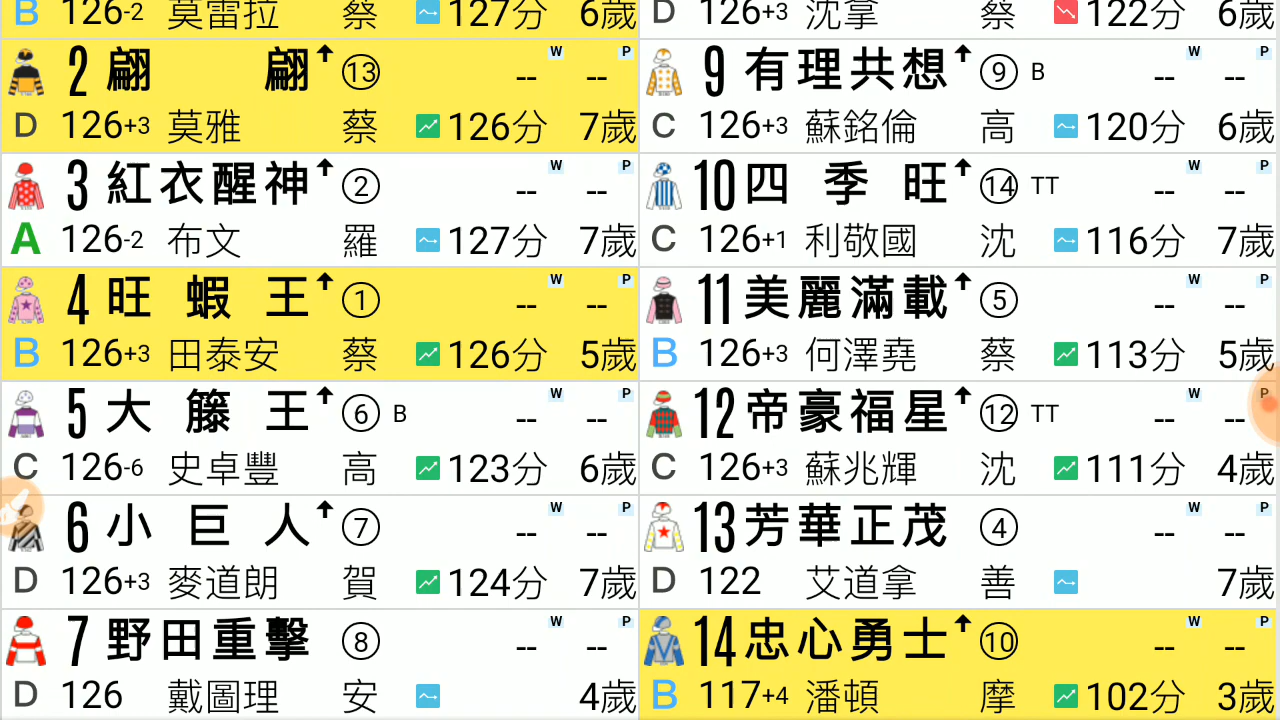 B 126-2 莫雷拉 蔡 127分 6歲
2 翩翩 ↑ ⑬ W -- P --
D 126+3 莫雅 蔡 126分 7歲
3 紅衣醒神 ↑ ② W -- P --
A 126-2 布文 羅 127分 7歲
4 旺蝦王 ↑ ① W -- P --
B 126+3 田泰安 蔡 126分 5歲
5 大籐王 ↑ ⑥ B W -- P --
C 126-6 史卓豐 高 123分 6歲
6 小巨人 ↑ ⑦ W -- P --
D 126+3 麥道朗 賀 124分 7歲
7 野田重擊 ⑧ W -- P --
D 126 戴圖理 安 4歲
D 126+3 沈拿 蔡 122分 6歲
9 有理共想 ↑ ⑨ B W -- P --
C 126+3 蘇銘倫 高 120分 6歲
10 四季旺 ↑ ⑭ TT W -- P --
C 126+1 利敬國 沈 116分 7歲
11 美麗滿載 ↑ ⑤ W -- P --
B 126+3 何澤堯 蔡 113分 5歲
12 帝豪福星 ↑ ⑫ TT W -- P --
C 126+3 蘇兆輝 沈 111分 4歲
13 芳華正茂 ④ W -- P --
D 122 艾道拿 善 7歲
14 忠心勇士 ↑ ⑩ W -- P --
B 117+4 潘頓 摩 102分 3歲